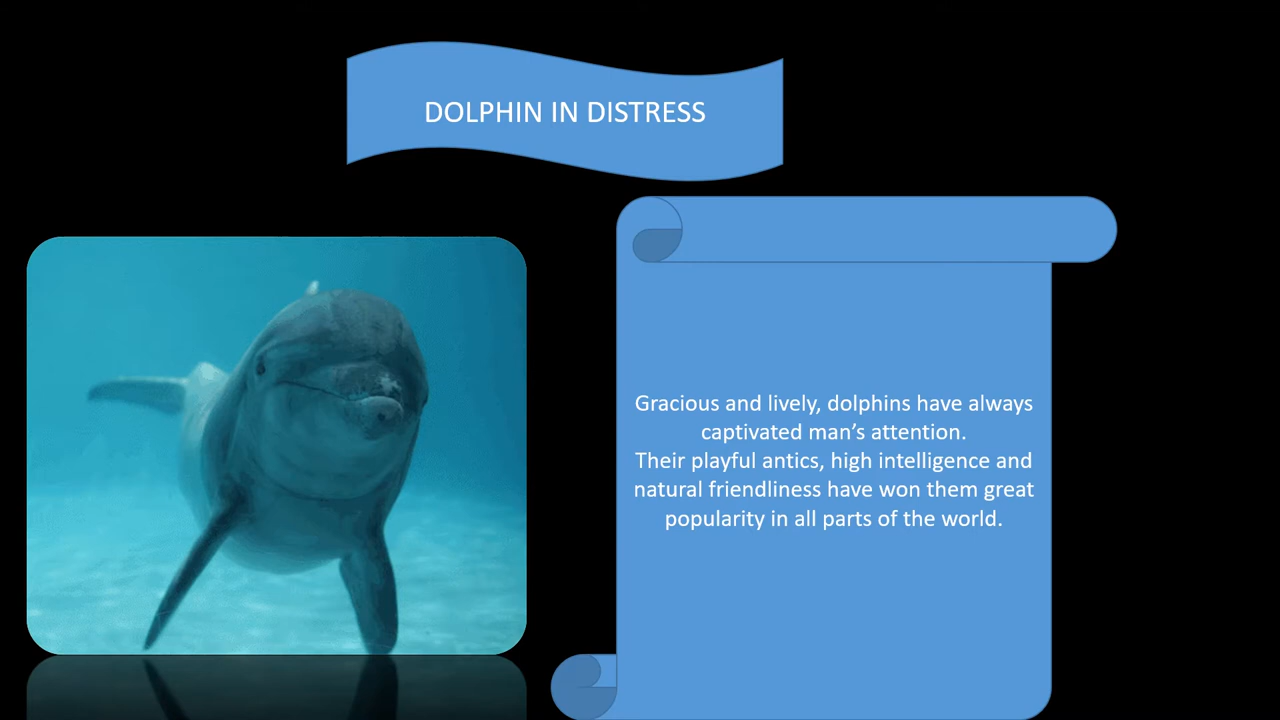 DOLPHIN IN DISTRESS
Gracious and lively, dolphins have always
captivated man’s attention.
Their playful antics, high intelligence and
natural friendliness have won them great
popularity in all parts of the world.